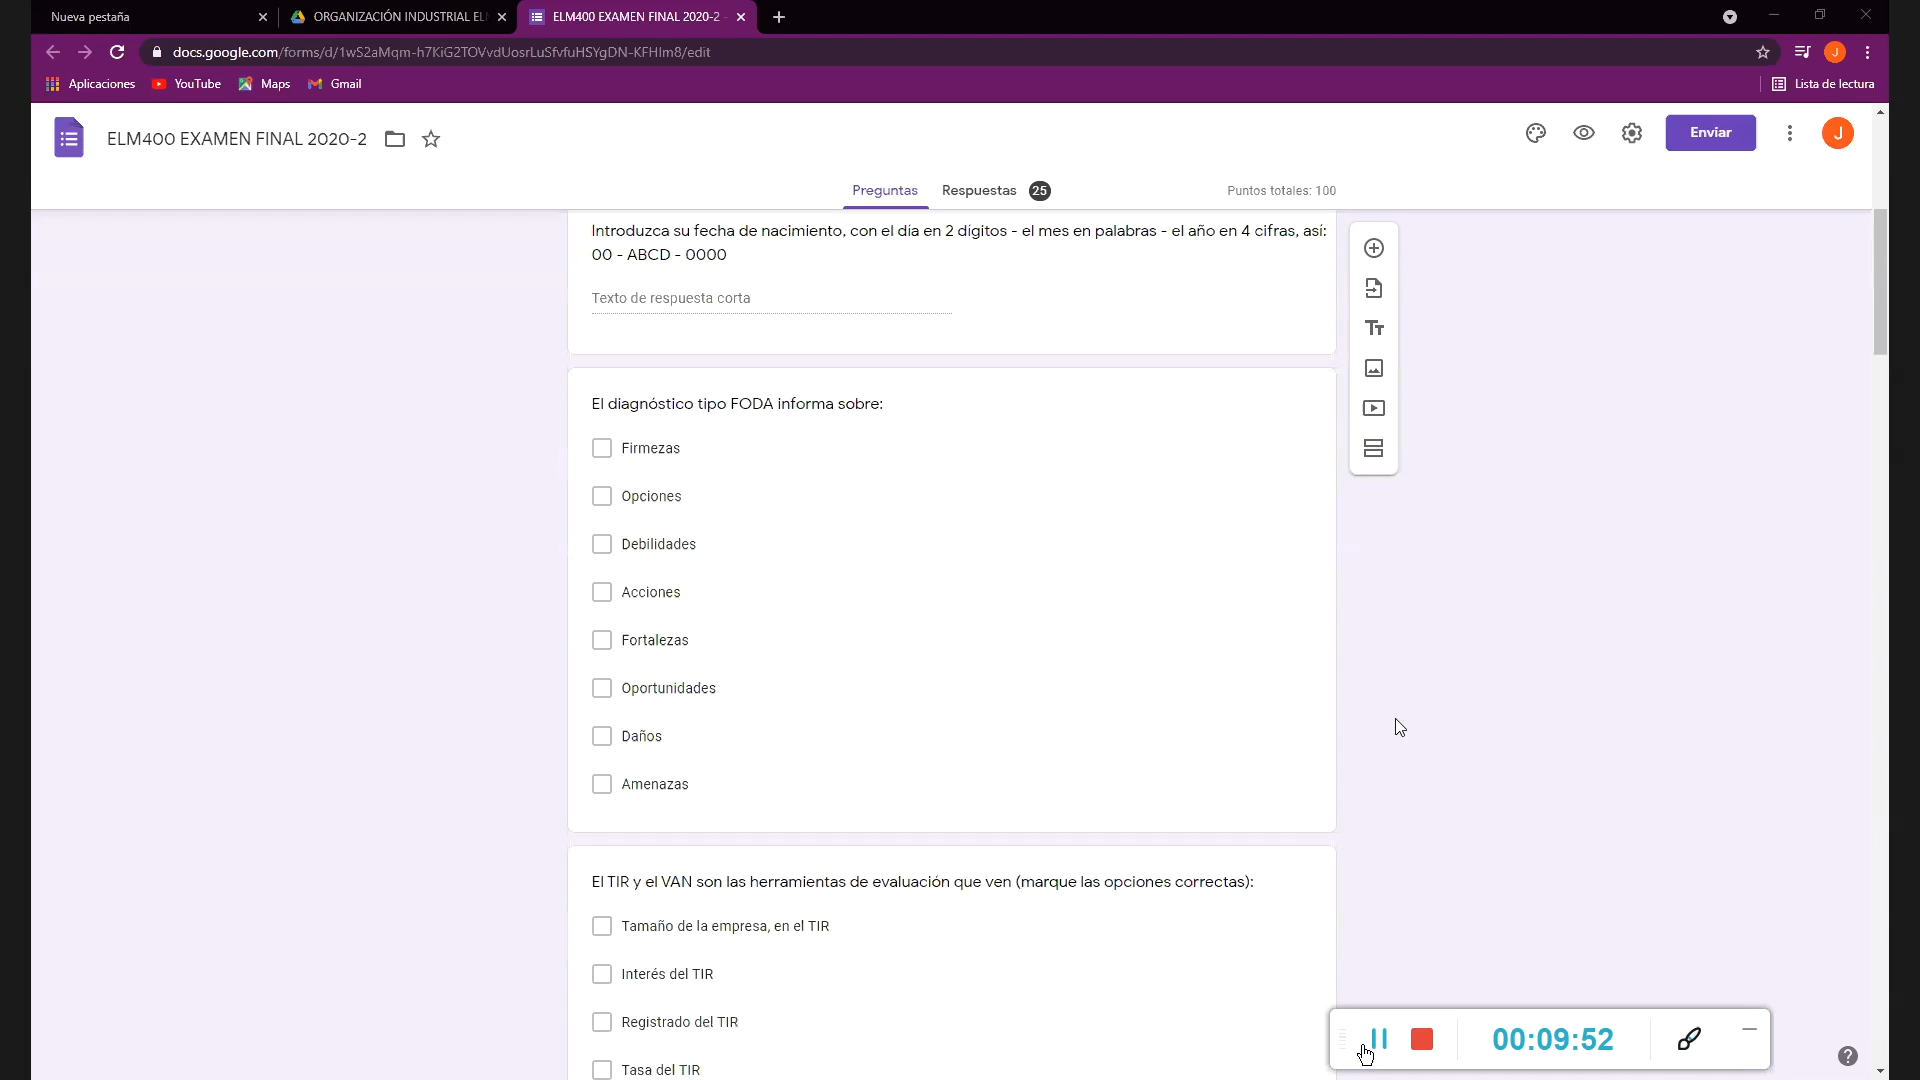 Nueva pestaña
ORGANIZACIÓN INDUSTRIAL EL
ELM400 EXAMEN FINAL 2020-2
docs.google.com/forms/d/1wS2aMqm-h7KiG2TOVvdUosrLuSfvfuHSYgDN-KFHIm8/edit
Aplicaciones
YouTube
Maps
Gmail
Lista de lectura
ELM400 EXAMEN FINAL 2020-2
Enviar
J
Preguntas
Respuestas 25
Puntos totales: 100
Introduzca su fecha de nacimiento, con el día en 2 dígitos - el mes en palabras - el año en 4 cifras, así:
00 - ABCD - 0000
Texto de respuesta corta
El diagnóstico tipo FODA informa sobre:
Firmezas
Opciones
Debilidades
Acciones
Fortalezas
Oportunidades
Daños
Amenazas
El TIR y el VAN son las herramientas de evaluación que ven (marque las opciones correctas):
Tamaño de la empresa, en el TIR
Interés del TIR
Registrado del TIR
Tasa del TIR
00:09:52